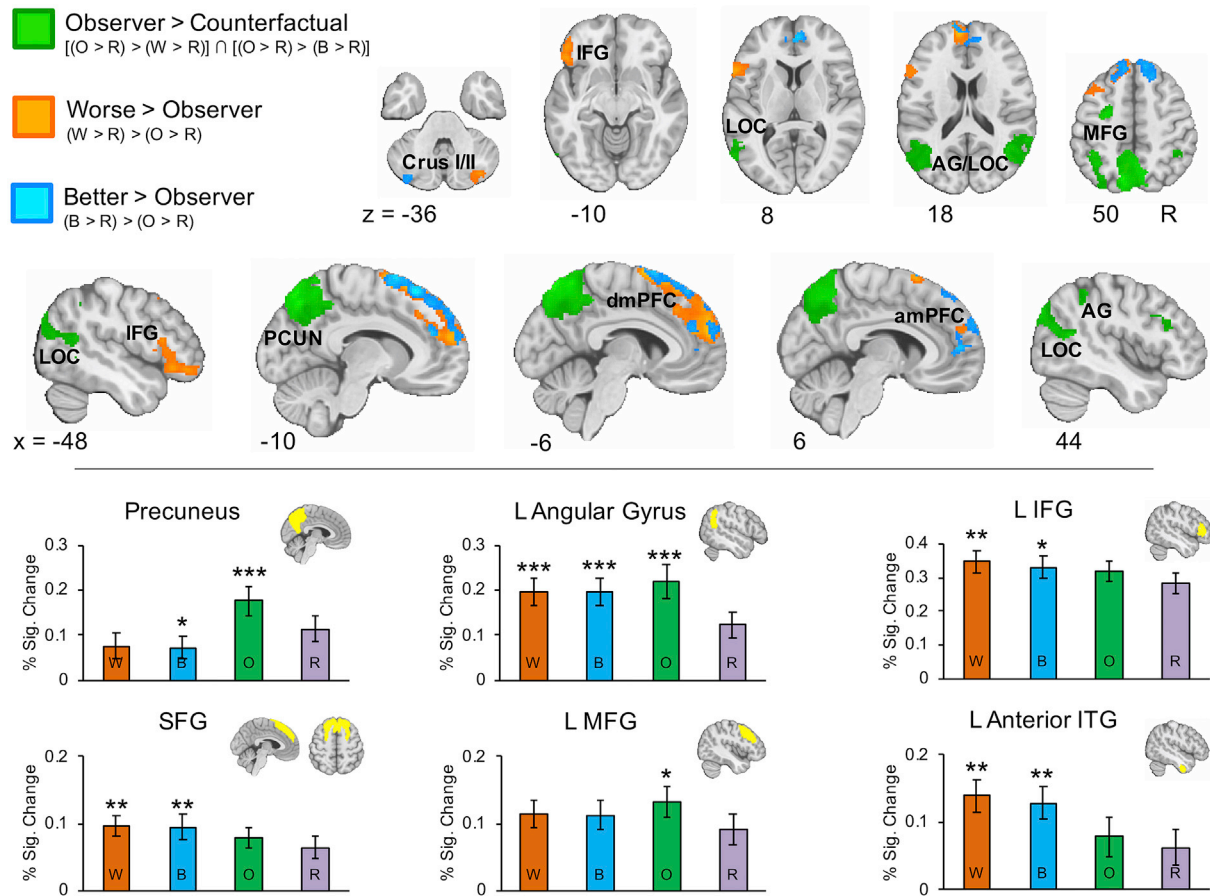 Observer > Counterfactual
[(O > R) > (W > R)] ∩ [(O > R) > (B > R)]
Worse > Observer
(W > R) > (O > R)
Better > Observer
(B > R) > (O > R)
IFG
Crus I/II
LOC
AG/LOC
MFG
z = -36
-10
8
18
50 R
LOC
IFG
PCUN
dmPFC
amPFC
AG
LOC
x = -48
-10
-6
6
44
Precuneus
% Sig. Change
0.3
0.2
0.1
0
*
***
W B O R
L Angular Gyrus
% Sig. Change
0.3
0.2
0.1
0
*** *** ***
W B O R
L IFG
% Sig. Change
0.4
0.3
0.2
0.1
0
** *
W B O R
SFG
% Sig. Change
0.2
0.1
0
** **
W B O R
L MFG
% Sig. Change
0.2
0.1
0
*
W B O R
L Anterior ITG
% Sig. Change
0.2
0.1
0
** **
W B O R